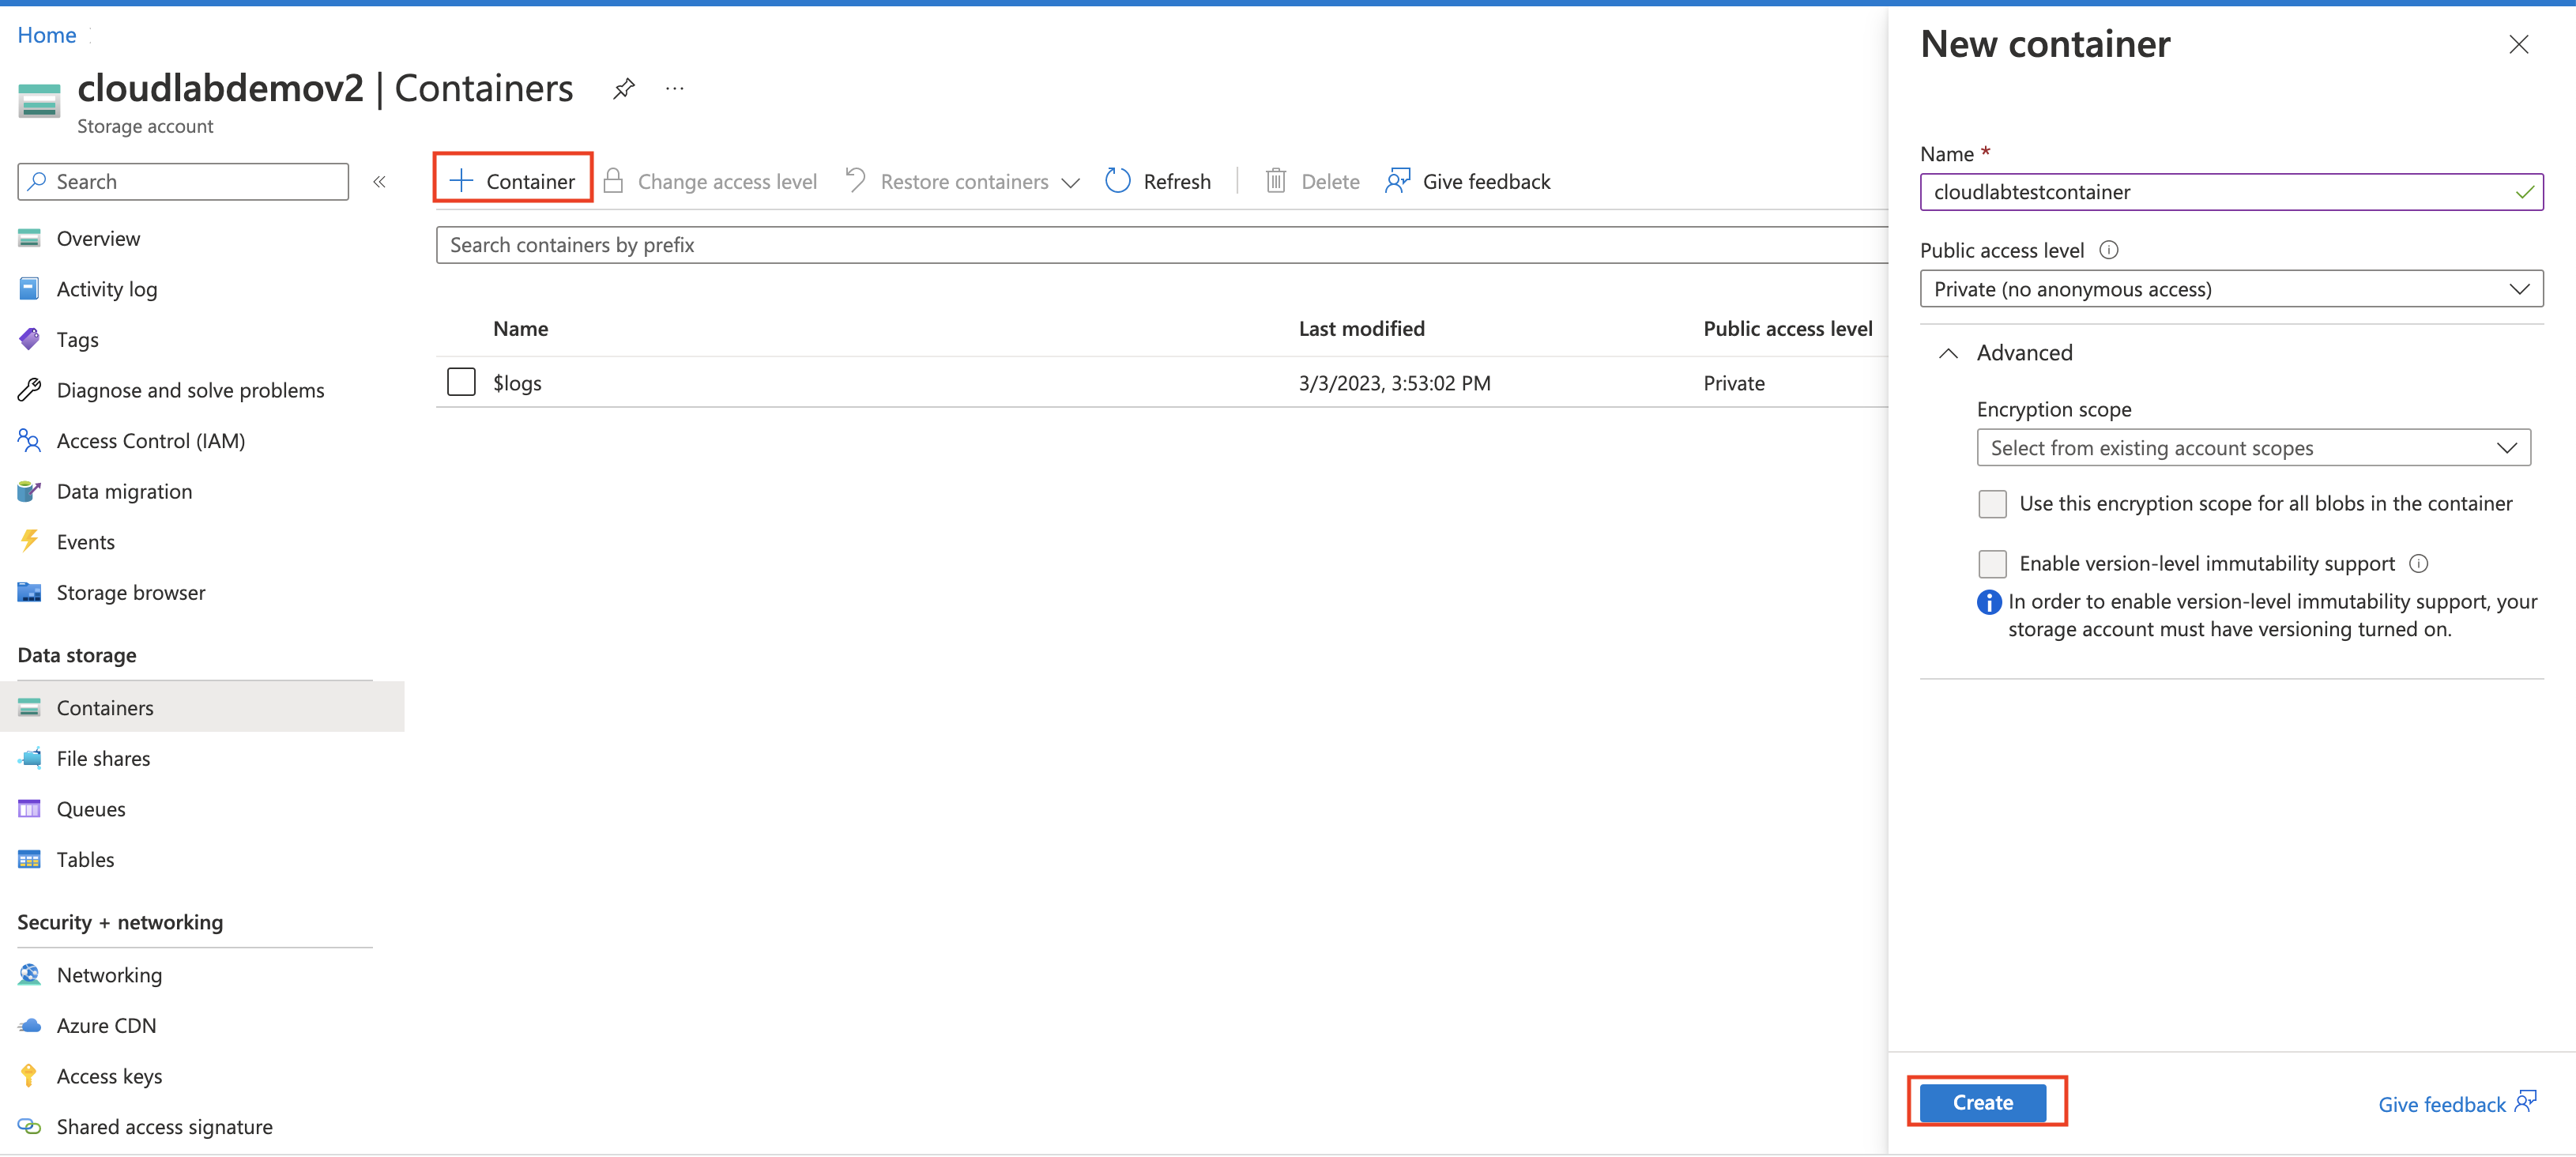 Home
cloudlabdemov2 | Containers
Storage account
Search
Overview
Activity log
Tags
Diagnose and solve problems
Access Control (IAM)
Data migration
Events
Storage browser
Data storage
Containers
File shares
Queues
Tables
Security + networking
Networking
Azure CDN
Access keys
Shared access signature
Container Change access level Restore containers Refresh Delete Give feedback
Search containers by prefix
Name Last modified Public access level
$logs 3/3/2023, 3:53:02 PM Private
New container
Name *
cloudlabtestcontainer
Public access level
Private (no anonymous access)
Advanced
Encryption scope
Select from existing account scopes
Use this encryption scope for all blobs in the container
Enable version-level immutability support
In order to enable version-level immutability support, your
storage account must have versioning turned on.
Create
Give feedback